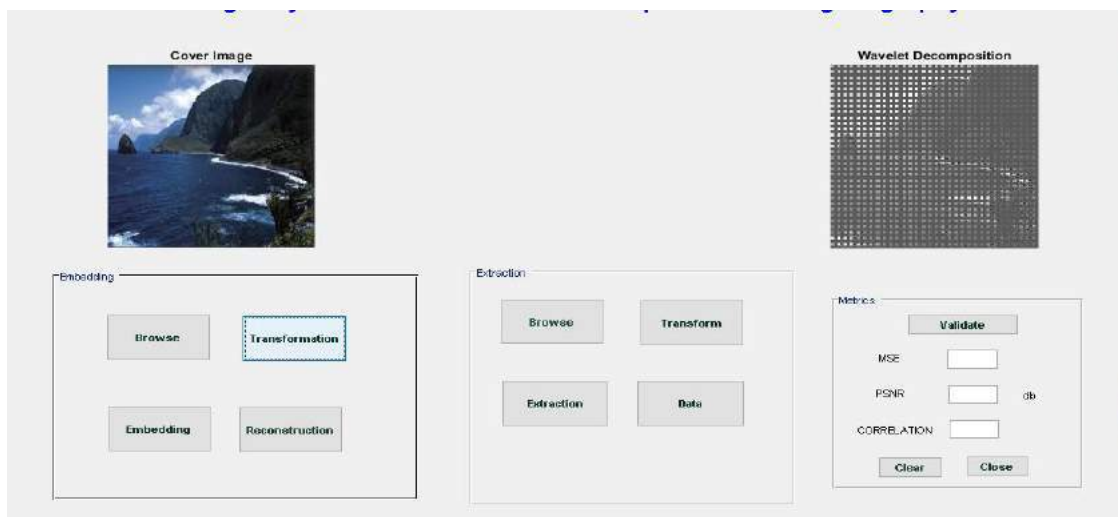 Cover Image
Wavelet Decomposition
Embedding
Browse
Transformation
Embedding
Reconstruction
Extraction
Browse
Transform
Extraction
Data
Metrics
Validate
MSE
PSNR
db
CORRELATION
Clear
Close